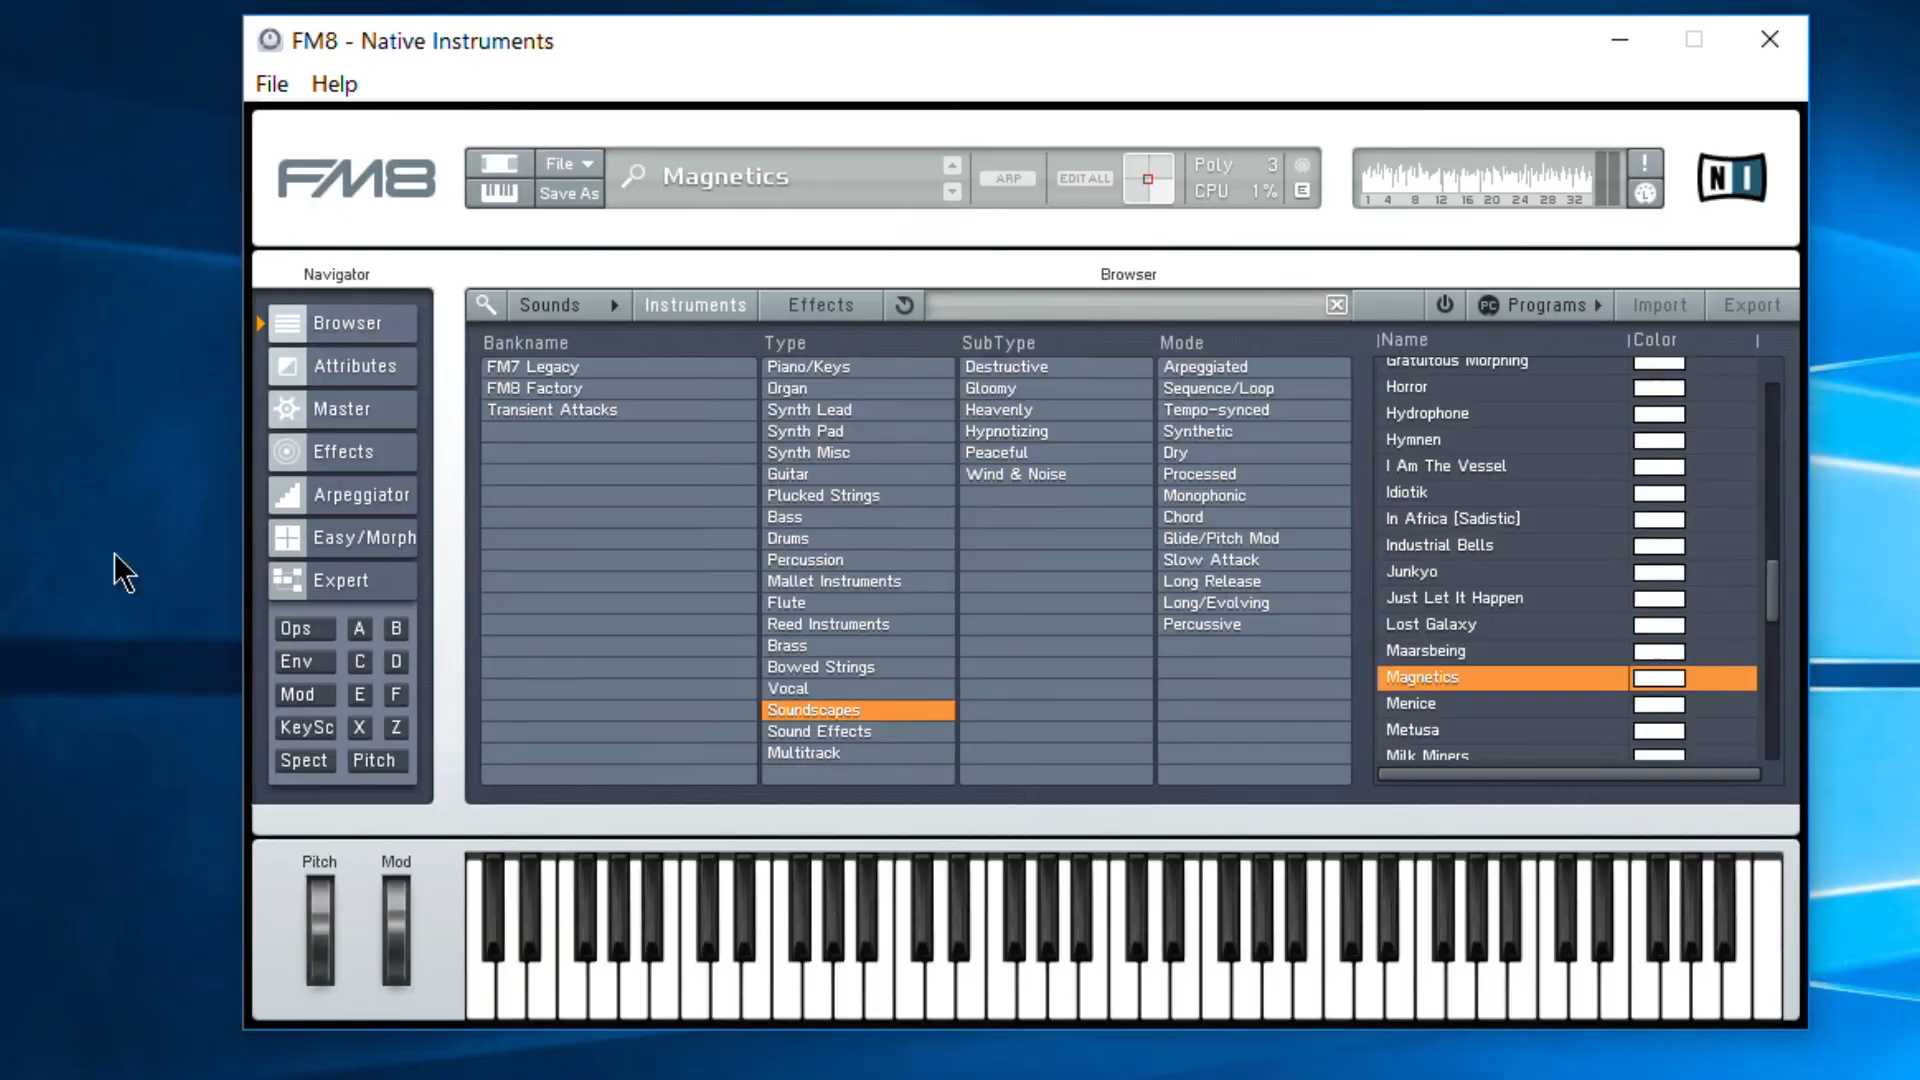 FM8 - Native Instruments
File Help
FM8
File
Save As
Magnetics
ARP
EDIT ALL
Poly 3
CPU 1%
E
!
1 4 8 12 16 20 24 28 32
NI
Navigator
Browser
Attributes
Master
Effects
Arpeggiator
Easy/Morph
Expert
Ops A B
Env C D
Mod E F
KeySc X Z
Spect Pitch
Browser
Sounds Instruments Effects
PC Programs Import Export
Bankname
FM7 Legacy
FM8 Factory
Transient Attacks
Type
Piano/Keys
Organ
Synth Lead
Synth Pad
Synth Misc
Guitar
Plucked Strings
Bass
Drums
Percussion
Mallet Instruments
Flute
Reed Instruments
Brass
Bowed Strings
Vocal
Soundscapes
Sound Effects
Multitrack
SubType
Destructive
Gloomy
Heavenly
Hypnotizing
Peaceful
Wind & Noise
Mode
Arpeggiated
Sequence/Loop
Tempo-synced
Synthetic
Dry
Processed
Monophonic
Chord
Glide/Pitch Mod
Slow Attack
Long Release
Long/Evolving
Percussive
Name Color
Gratuitous Morphing
Horror
Hydrophone
Hymnen
I Am The Vessel
Idiotik
In Africa [Sadistic]
Industrial Bells
Junkyo
Just Let It Happen
Lost Galaxy
Maarsbeing
Magnetics
Menice
Metusa
Milk Miners
Pitch Mod